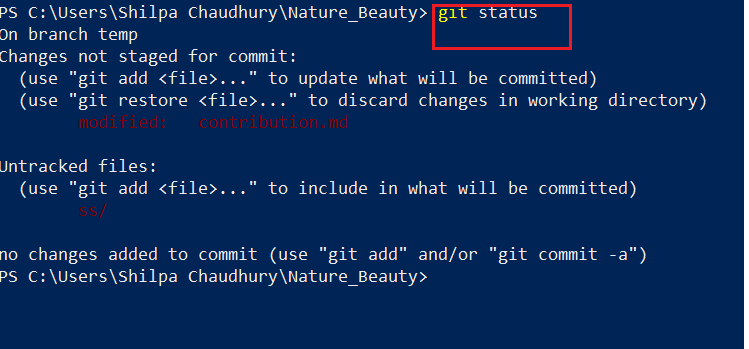 PS C:\Users\Shilpa Chaudhury\Nature_Beauty> git status
On branch temp
Changes not staged for commit:
  (use "git add <file>..." to update what will be committed)
  (use "git restore <file>..." to discard changes in working directory)
        modified:   contribution.md

Untracked files:
  (use "git add <file>..." to include in what will be committed)
        ss/

no changes added to commit (use "git add" and/or "git commit -a")
PS C:\Users\Shilpa Chaudhury\Nature_Beauty>